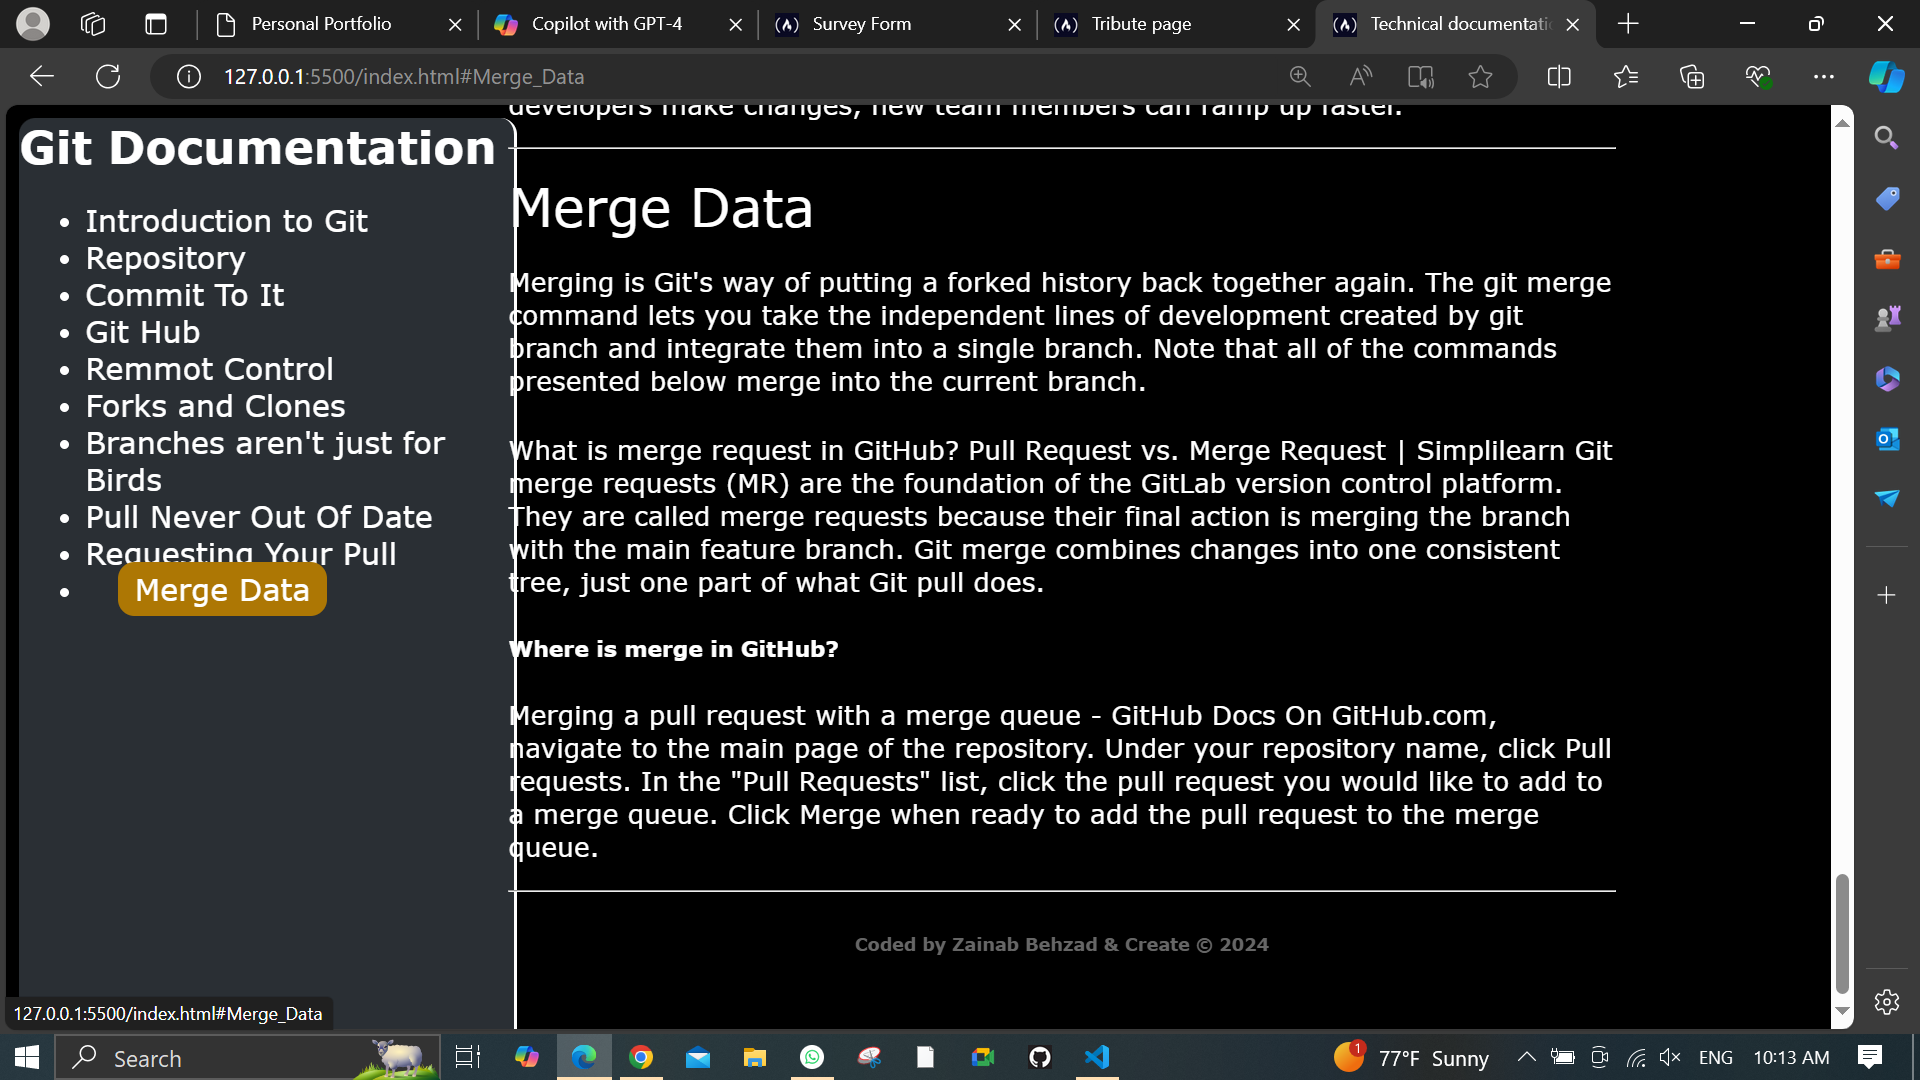 Personal Portfolio
Copilot with GPT-4
Survey Form
Tribute page
Technical documentati
127.0.0.1:5500/index.html#Merge_Data
Git Documentation
• Introduction to Git
• Repository
• Commit To It
• Git Hub
• Remmot Control
• Forks and Clones
• Branches aren't just for
Birds
• Pull Never Out Of Date
• Requesting Your Pull
• Merge Data
developers make changes, new team members can ramp up faster.
Merge Data
Merging is Git's way of putting a forked history back together again. The git merge
command lets you take the independent lines of development created by git
branch and integrate them into a single branch. Note that all of the commands
presented below merge into the current branch.
What is merge request in GitHub? Pull Request vs. Merge Request | Simplilearn Git
merge requests (MR) are the foundation of the GitLab version control platform.
They are called merge requests because their final action is merging the branch
with the main feature branch. Git merge combines changes into one consistent
tree, just one part of what Git pull does.
Where is merge in GitHub?
Merging a pull request with a merge queue - GitHub Docs On GitHub.com,
navigate to the main page of the repository. Under your repository name, click Pull
requests. In the "Pull Requests" list, click the pull request you would like to add to
a merge queue. Click Merge when ready to add the pull request to the merge
queue.
Coded by Zainab Behzad & Create © 2024
127.0.0.1:5500/index.html#Merge_Data
Search
1
77°F Sunny
ENG
10:13 AM